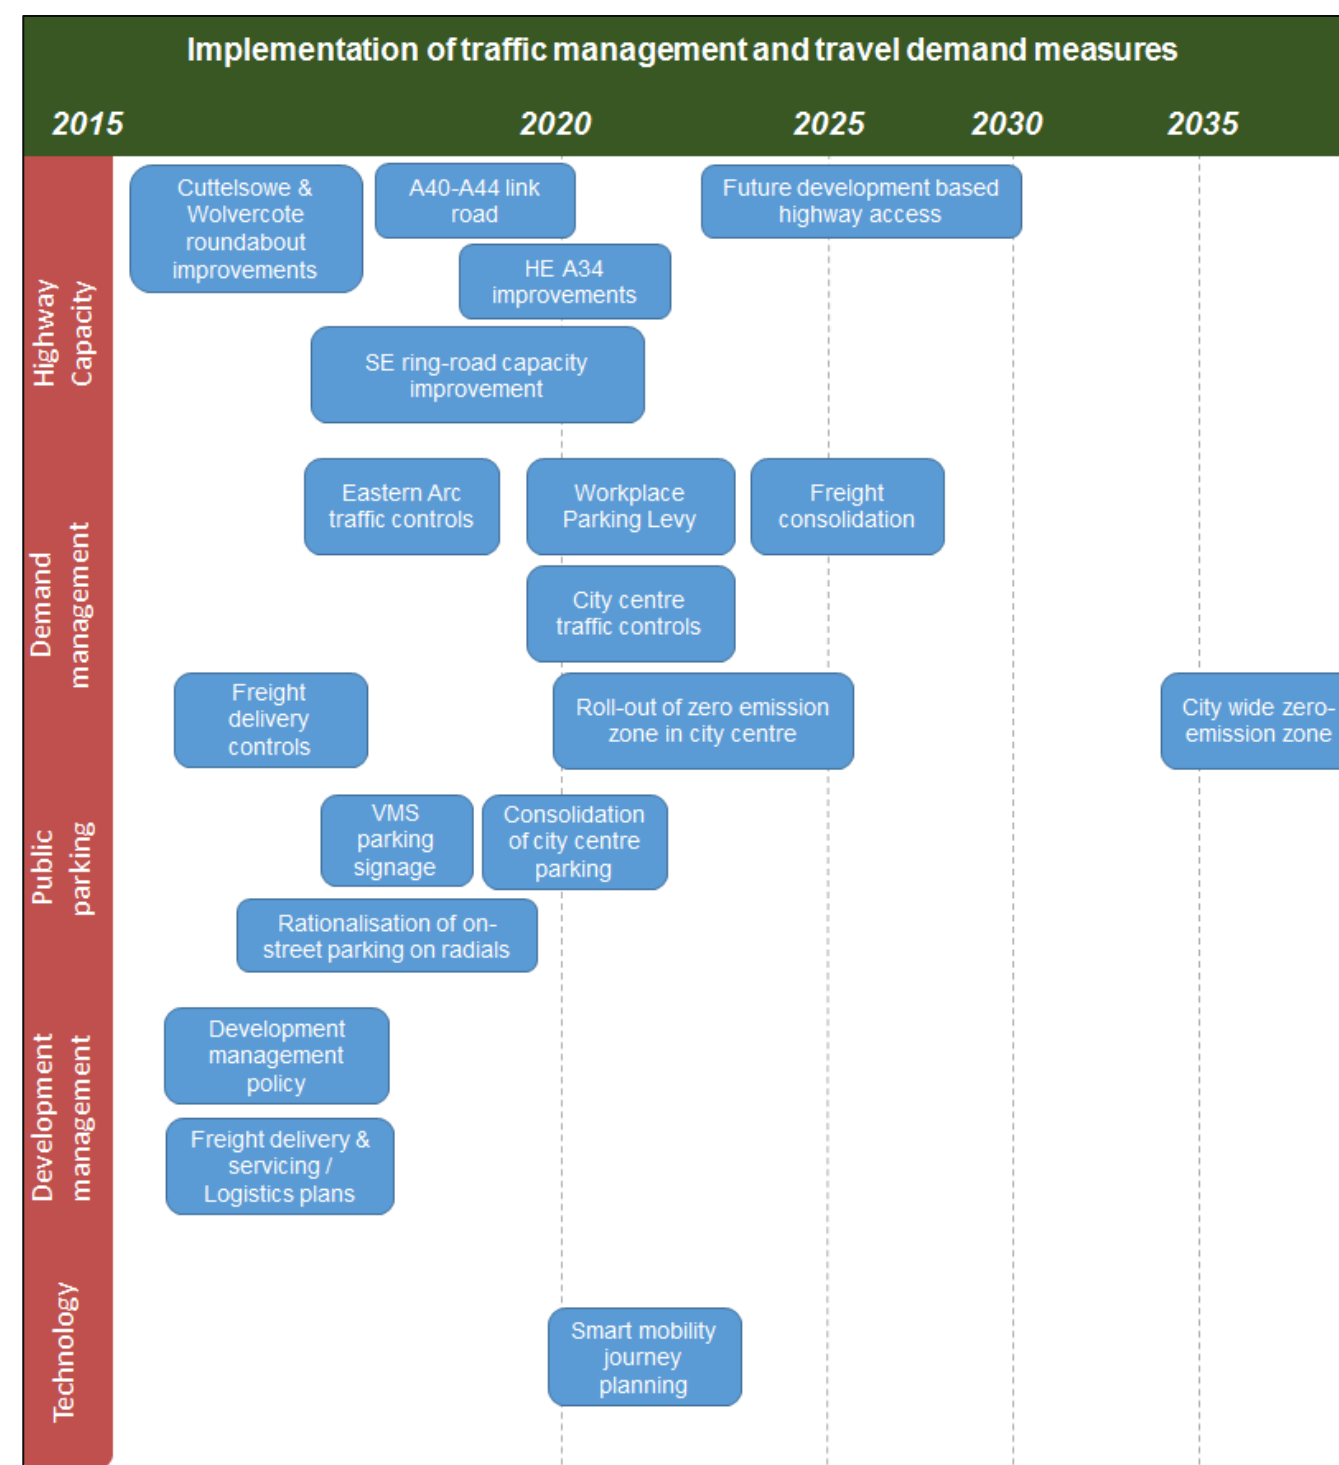 Implementation of traffic management and travel demand measures
2015 2020 2025 2030 2035
Highway
Capacity
Cuttelsowe &
Wolvercote
roundabout
improvements
A40-A44 link
road
Future development based
highway access
HE A34
improvements
SE ring-road capacity
improvement
Demand
management
Eastern Arc
traffic controls
Workplace
Parking Levy
Freight
consolidation
City centre
traffic controls
Freight
delivery
controls
Roll-out of zero emission
zone in city centre
City wide zero-
emission zone
Public
parking
VMS
parking
signage
Consolidation
of city centre
parking
Rationalisation of on-
street parking on radials
Development
management
Development
management
policy
Freight delivery &
servicing /
Logistics plans
Technology
Smart mobility
journey
planning